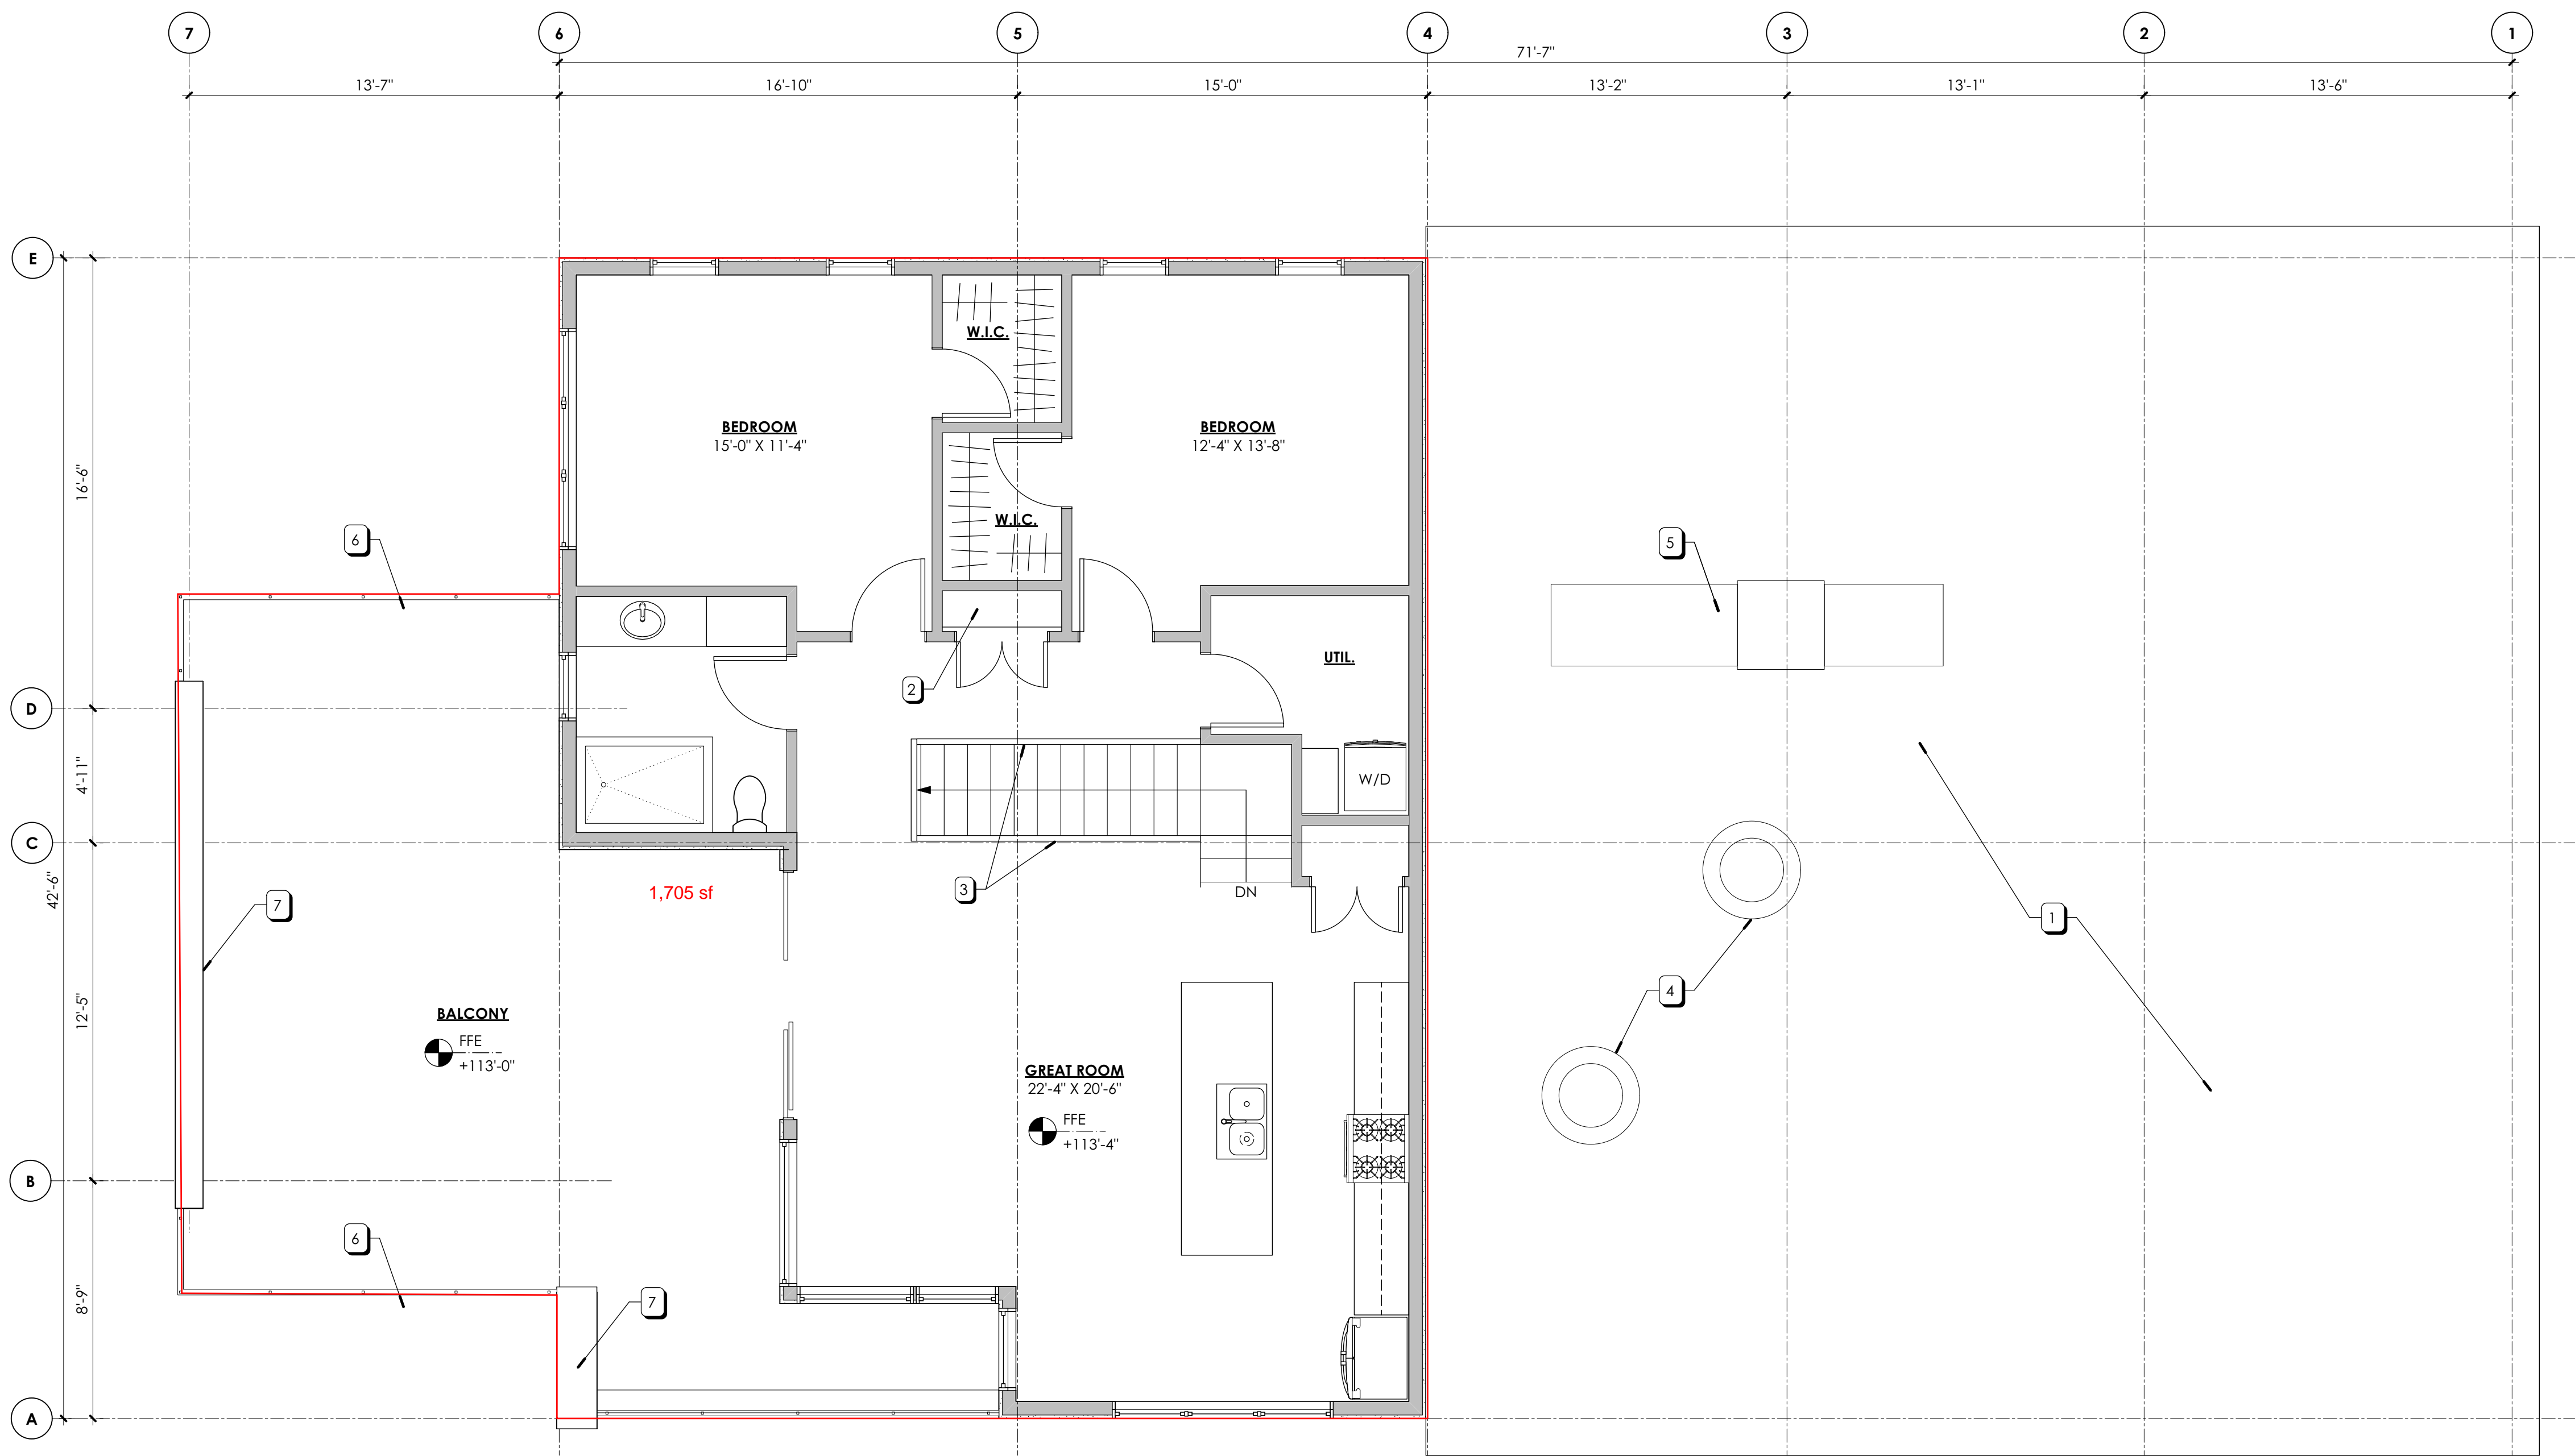 7
6
5
4
3
2
1
71'-7"
13'-7"
16'-10"
15'-0"
13'-2"
13'-1"
13'-6"
E
W.I.C.
BEDROOM
15'-0" X 11'-4"
BEDROOM
12'-4" X 13'-8"
16'-6"
W.I.C.
6
5
UTIL.
2
D
4'-11"
W/D
C
42'-6"
1,705 sf
3
DN
7
1
4
12'-5"
BALCONY
FFE
+113'-0"
GREAT ROOM
22'-4" X 20'-6"
FFE
+113'-4"
B
6
8'-9"
7
A